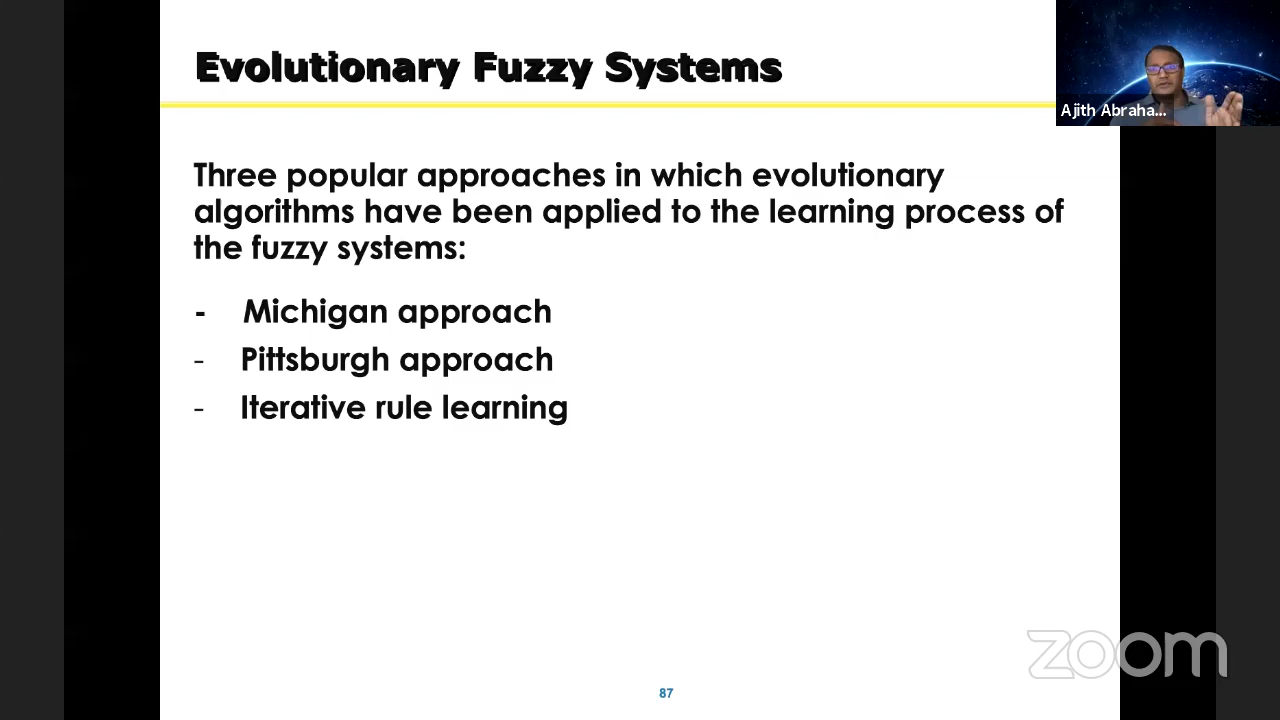 Evolutionary Fuzzy Systems
Ajith Abraha...
Three popular approaches in which evolutionary
algorithms have been applied to the learning process of
the fuzzy systems:
- Michigan approach
- Pittsburgh approach
- Iterative rule learning
zoom
87